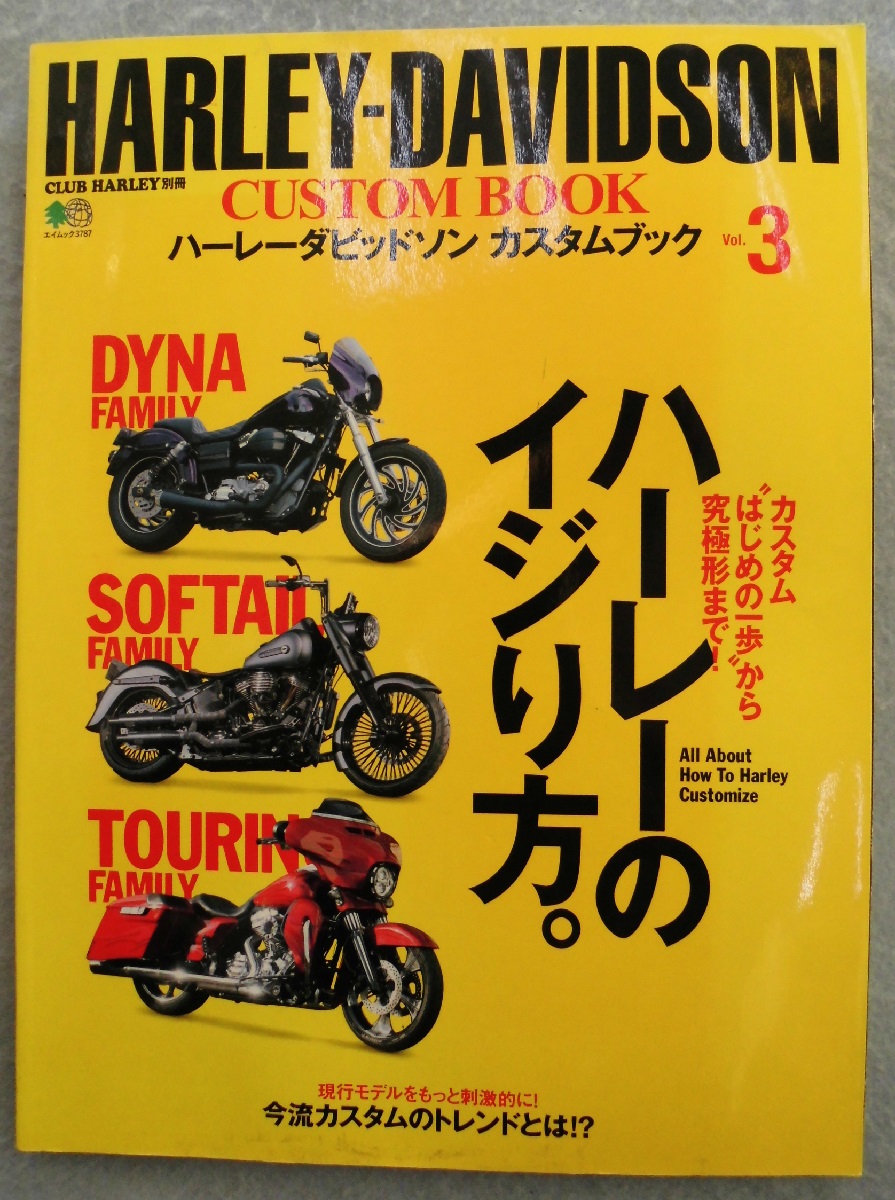 HARLEY-DAVIDSON
CLUB HARLEY別冊
CUSTOM BOOK
エイムック3787
ハーレーダビッドソン カスタムブック
Vol. 3
DYNA
FAMILY
SOFTAIL
FAMILY
TOURIN
FAMILY
ハーレーの
イジり方。
カスタム
“はじめの一歩”から
究極形まで!
All About
How To Harley
Customize
現行モデルをもっと刺激的に!
今流カスタムのトレンドとは!?